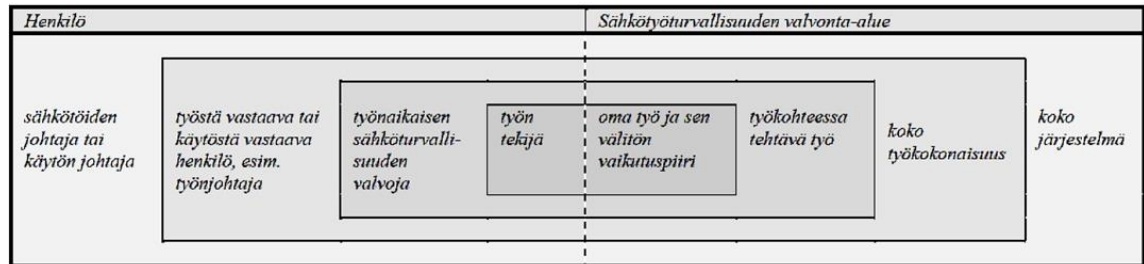 Henkilö
Sähkötyöturvallisuuden valvonta-alue
sähkötöiden
johtaja tai
käytön johtaja
työstä vastaava tai
käytöstä vastaava
henkilö, esim.
työnjohtaja
työnaikaisen
sähköturvalli-
suuden
valvoja
työn
tekijä
oma työ ja sen
välitön
vaikutuspiiri
työkohteessa
tehtävä työ
koko
työkokonaisuus
koko
järjestelmä